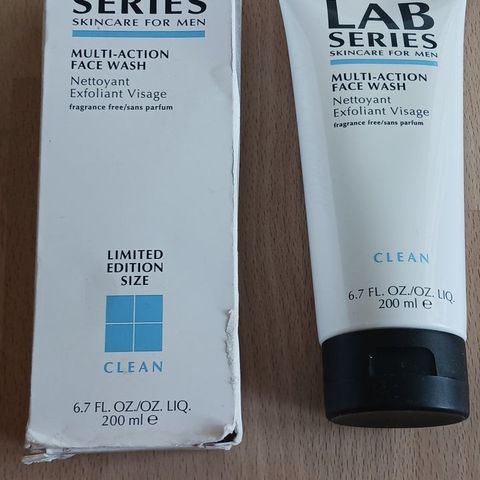 SERIES
SKINCARE FOR MEN
MULTI-ACTION
FACE WASH
Nettoyant
Exfoliant Visage
fragrance free/sans parfum
LIMITED
EDITION
SIZE
CLEAN
6.7 FL. OZ./OZ. LIQ.
200 ml ℮
LAB
SERIES
SKINCARE FOR MEN
MULTI-ACTION
FACE WASH
Nettoyant
Exfoliant Visage
fragrance free/sans parfum
CLEAN
6.7 FL. OZ./OZ. LIQ.
200 ml ℮